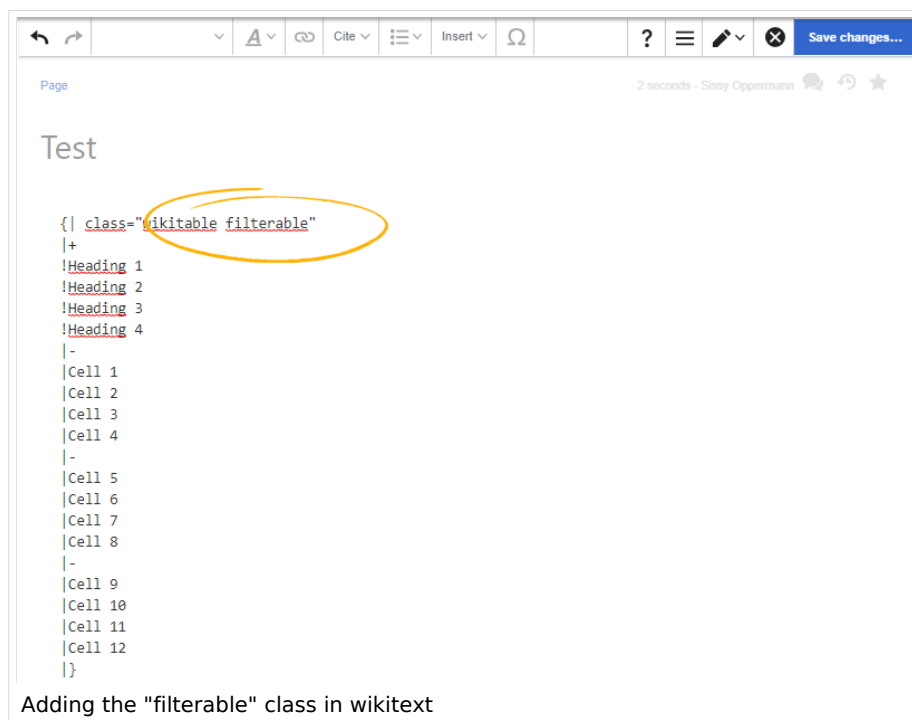 A Cite Insert Ω ? Save changes...
Page 2 seconds - Sissy Oppermann
Test
{| class="wikitable filterable"
|+
!Heading 1
!Heading 2
!Heading 3
!Heading 4
|-
|Cell 1
|Cell 2
|Cell 3
|Cell 4
|-
|Cell 5
|Cell 6
|Cell 7
|Cell 8
|-
|Cell 9
|Cell 10
|Cell 11
|Cell 12
|}
Adding the "filterable" class in wikitext